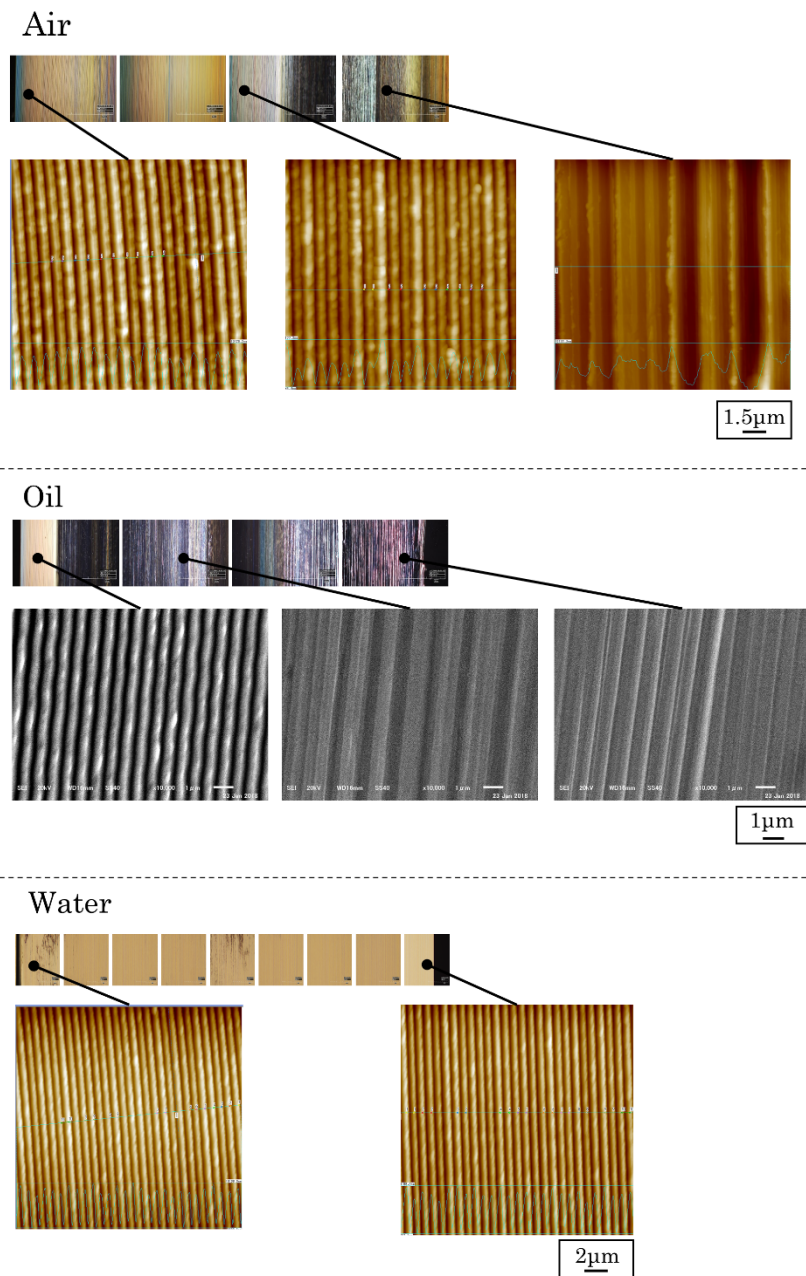 Air
1.5µm
Oil
SEI 20kV WD16mm SS40 x10,000 1µm
23 Jan 2018
SEI 20kV WD16mm SS40 x10,000 1µm
23 Jan 2018
SEI 20kV WD16mm SS40 x10,000 1µm
23 Jan 2018
1µm
Water
2µm